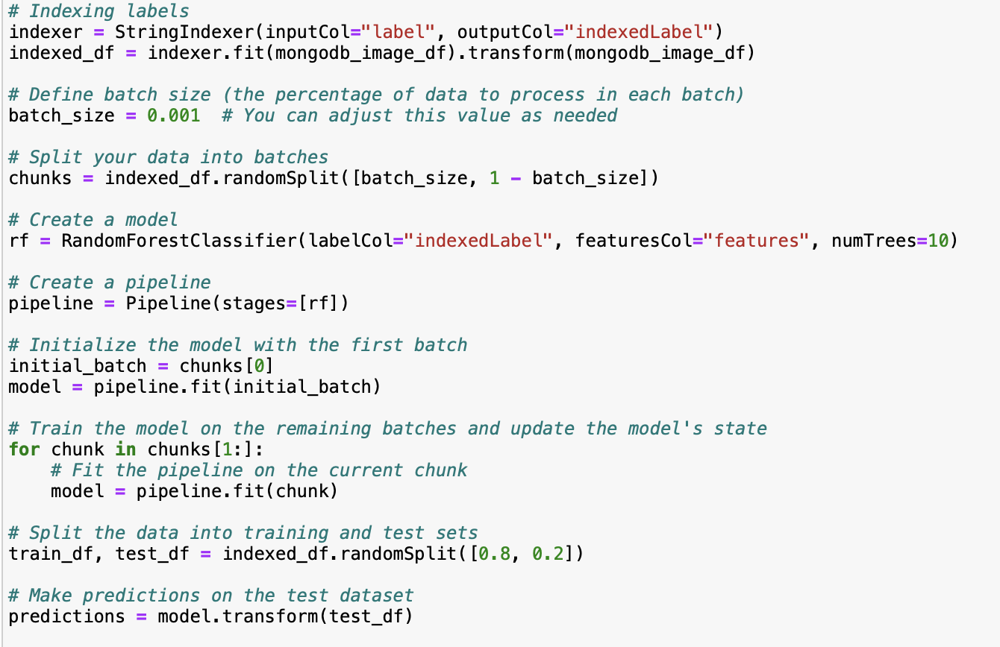 # Indexing labels
indexer = StringIndexer(inputCol="label", outputCol="indexedLabel")
indexed_df = indexer.fit(mongodb_image_df).transform(mongodb_image_df)
# Define batch size (the percentage of data to process in each batch)
batch_size = 0.001  # You can adjust this value as needed
# Split your data into batches
chunks = indexed_df.randomSplit([batch_size, 1 - batch_size])
# Create a model
rf = RandomForestClassifier(labelCol="indexedLabel", featuresCol="features", numTrees=10)
# Create a pipeline
pipeline = Pipeline(stages=[rf])
# Initialize the model with the first batch
initial_batch = chunks[0]
model = pipeline.fit(initial_batch)
# Train the model on the remaining batches and update the model's state
for chunk in chunks[1:]:
    # Fit the pipeline on the current chunk
    model = pipeline.fit(chunk)
# Split the data into training and test sets
train_df, test_df = indexed_df.randomSplit([0.8, 0.2])
# Make predictions on the test dataset
predictions = model.transform(test_df)